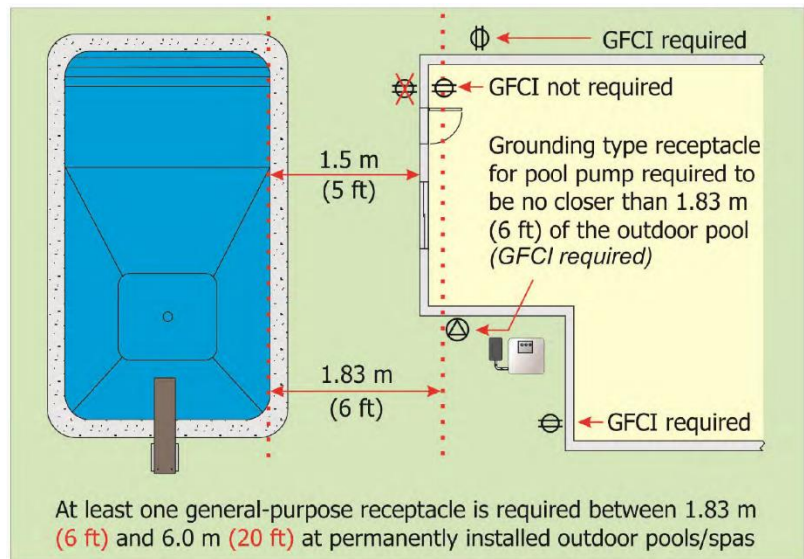 GFCI required
GFCI not required
Grounding type receptacle
for pool pump required to
be no closer than 1.83 m
(6 ft) of the outdoor pool
(GFCI required)
1.5 m
(5 ft)
1.83 m
(6 ft)
GFCI required
At least one general-purpose receptacle is required between 1.83 m
(6 ft) and 6.0 m (20 ft) at permanently installed outdoor pools/spas